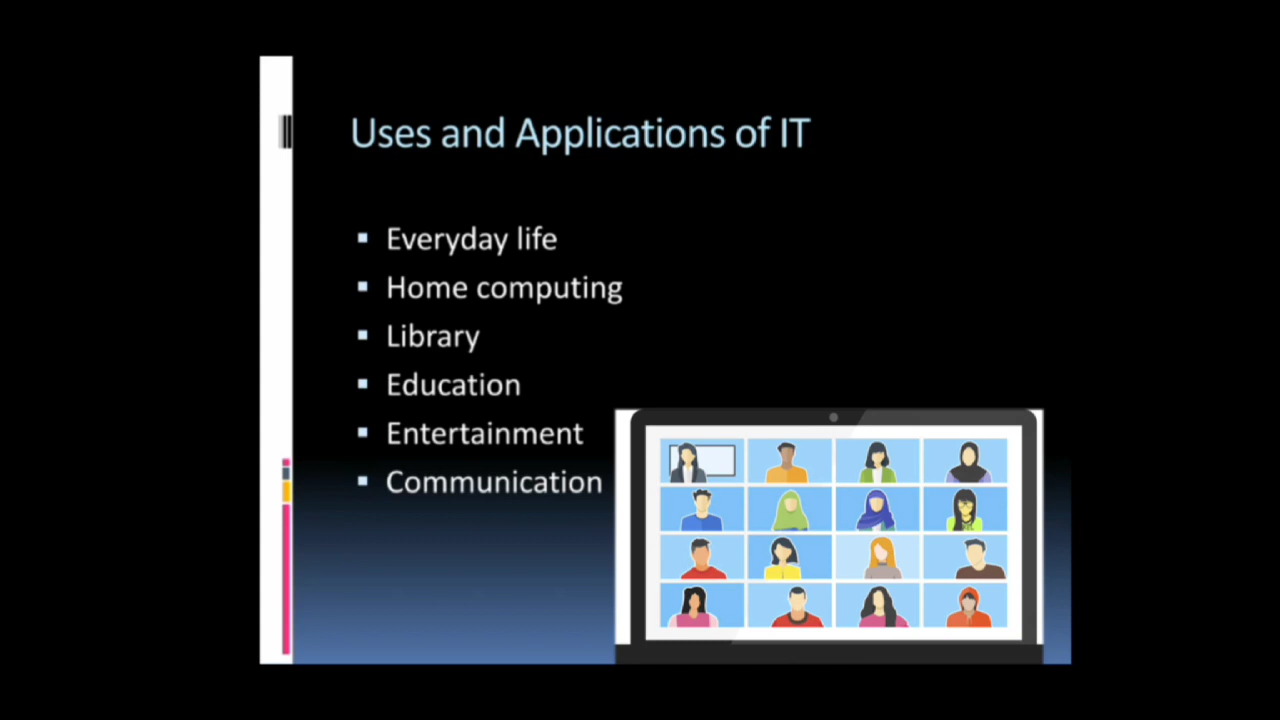 Uses and Applications of IT
Everyday life
Home computing
Library
Education
Entertainment
Communication